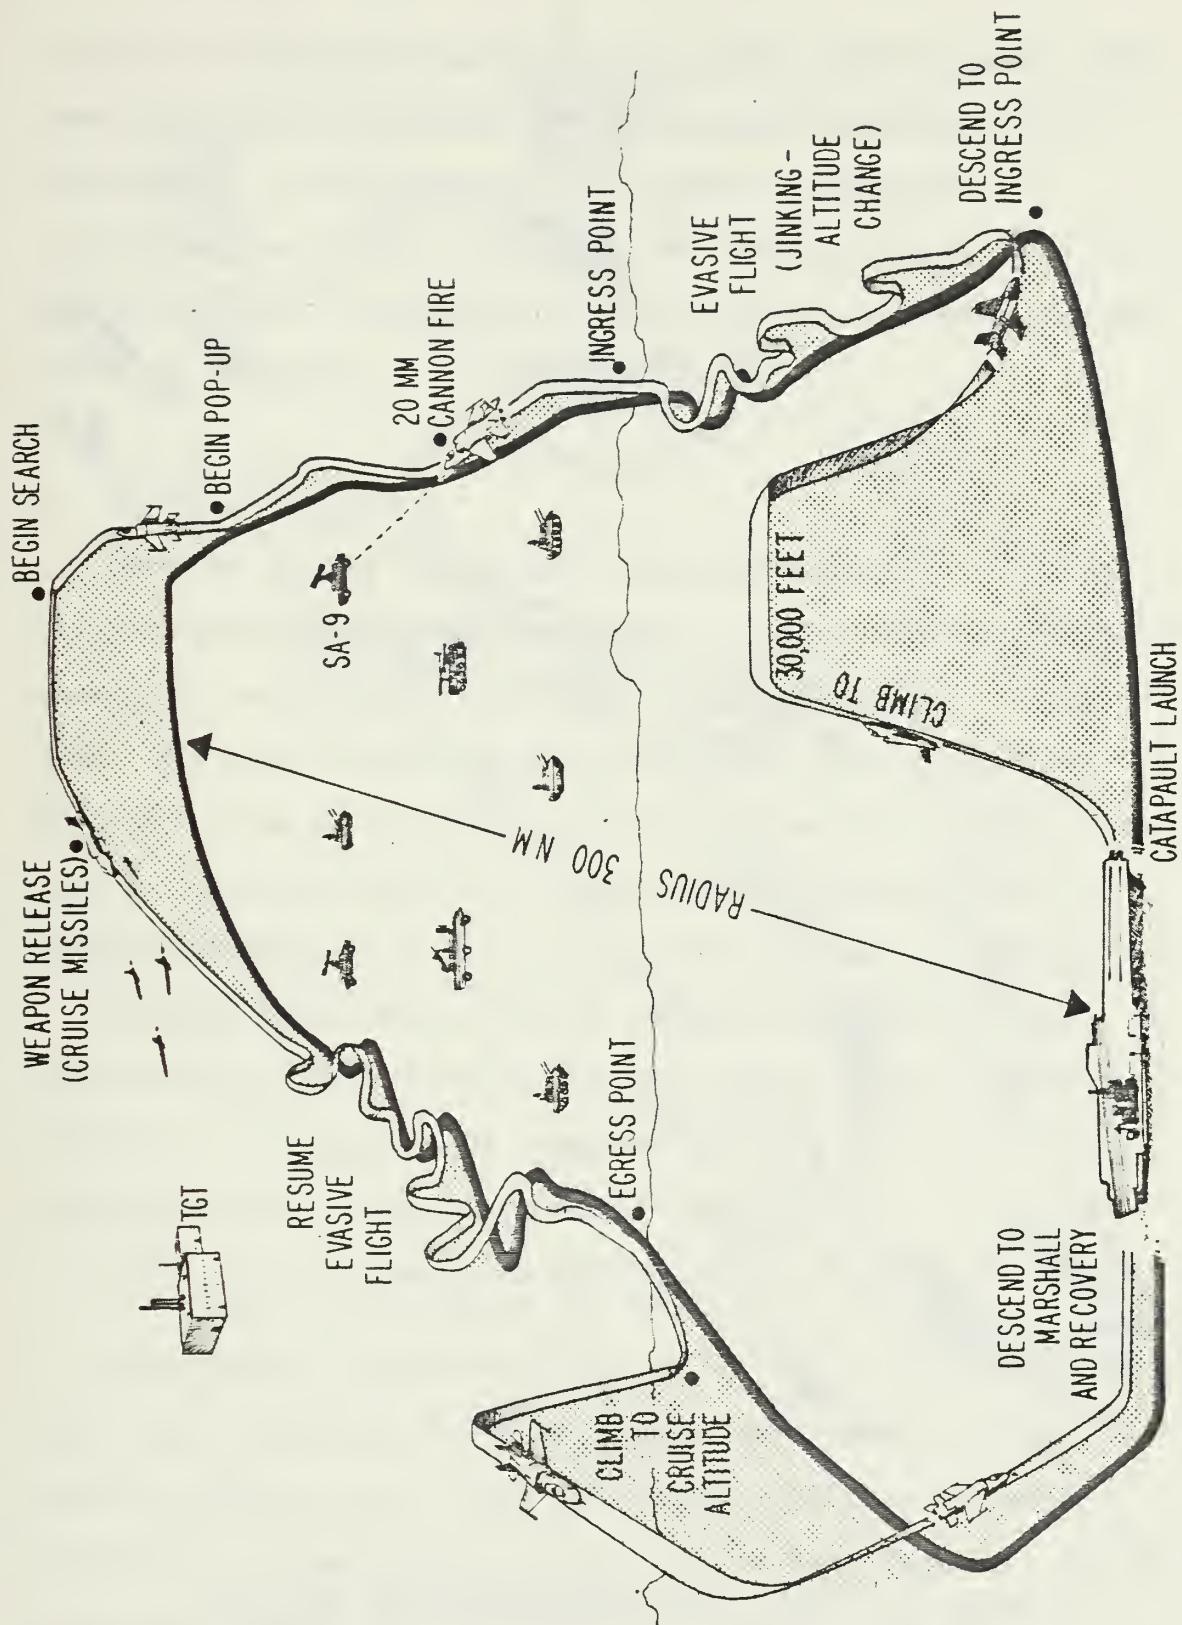 WEAPON RELEASE
(CRUISE MISSILES)
BEGIN SEARCH
BEGIN POP-UP
TGT
RESUME
EVASIVE
FLIGHT
SA-9
20 MM
CANNON FIRE
INGRESS POINT
EGRESS POINT
RADIUS 300 NM
EVASIVE
FLIGHT
(JINKING-
ALTITUDE
CHANGE)
CLIMB
TO
CRUISE
ALTITUDE
CLIMB TO
30,000 FEET
DESCEND TO
INGRESS POINT
DESCEND TO
MARSHALL
AND RECOVERY
CATAPAULT LAUNCH